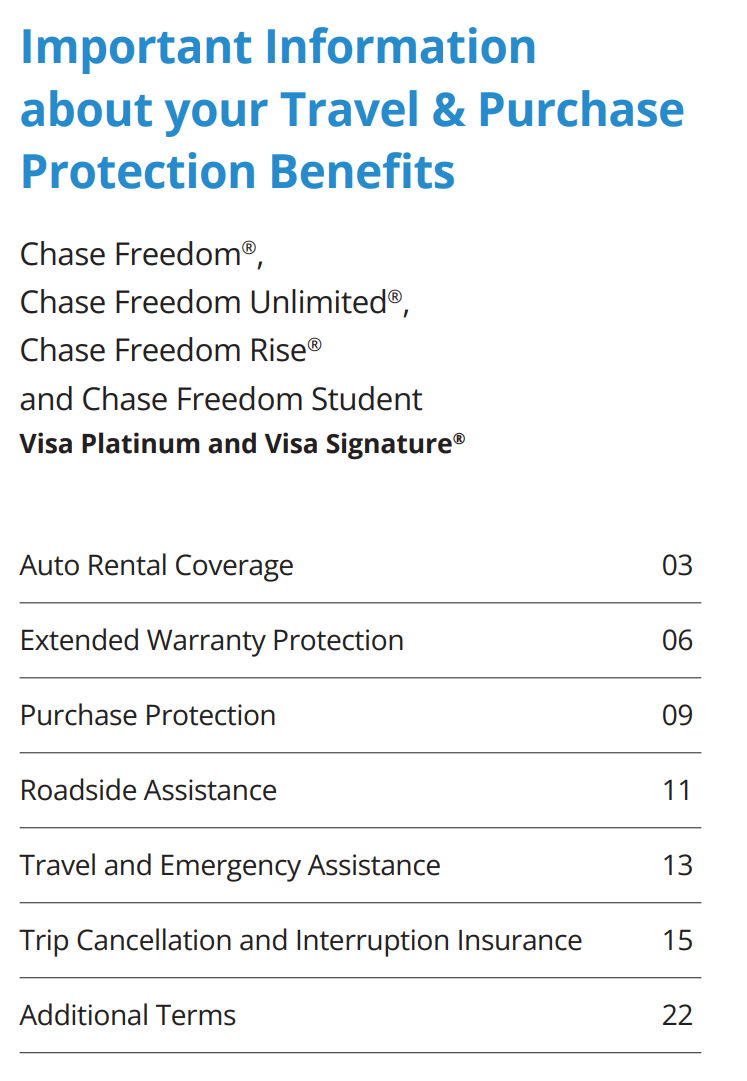 Important Information
about your Travel & Purchase
Protection Benefits
Chase Freedom®,
Chase Freedom Unlimited®,
Chase Freedom Rise®
and Chase Freedom Student
Visa Platinum and Visa Signature®
Auto Rental Coverage 03
Extended Warranty Protection 06
Purchase Protection 09
Roadside Assistance 11
Travel and Emergency Assistance 13
Trip Cancellation and Interruption Insurance 15
Additional Terms 22